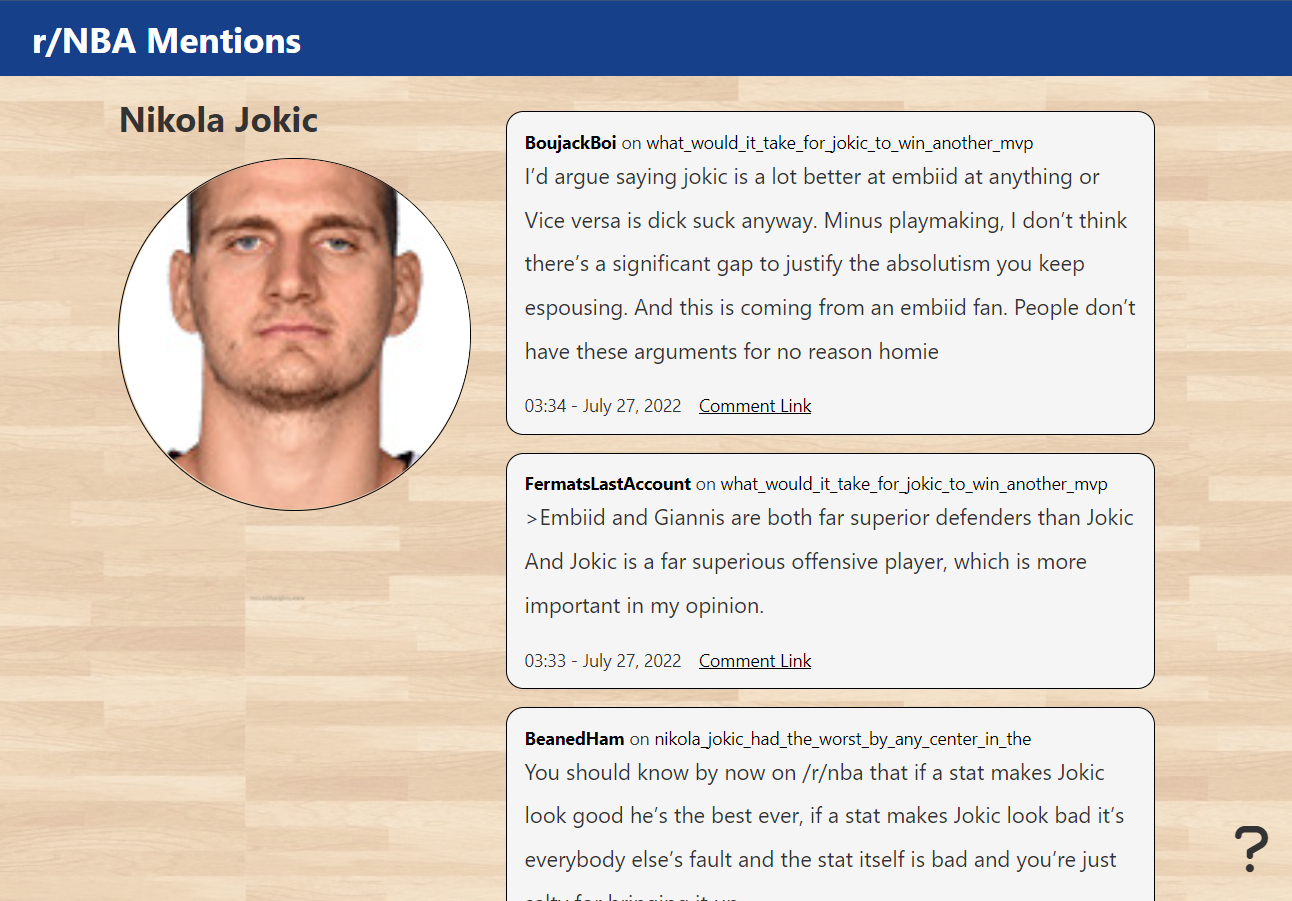 r/NBA Mentions
Nikola Jokic
BoujackBoi on what_would_it_take_for_jokic_to_win_another_mvp
I’d argue saying jokic is a lot better at embiid at anything or
Vice versa is dick suck anyway. Minus playmaking, I don’t think
there’s a significant gap to justify the absolutism you keep
espousing. And this is coming from an embiid fan. People don’t
have these arguments for no reason homie
03:34 - July 27, 2022 Comment Link
FermatsLastAccount on what_would_it_take_for_jokic_to_win_another_mvp
>Embiid and Giannis are both far superior defenders than Jokic
And Jokic is a far superious offensive player, which is more
important in my opinion.
03:33 - July 27, 2022 Comment Link
BeanedHam on nikola_jokic_had_the_worst_by_any_center_in_the
You should know by now on /r/nba that if a stat makes Jokic
look good he’s the best ever, if a stat makes Jokic look bad it’s
everybody else’s fault and the stat itself is bad and you’re just
salty for bringing it up
?